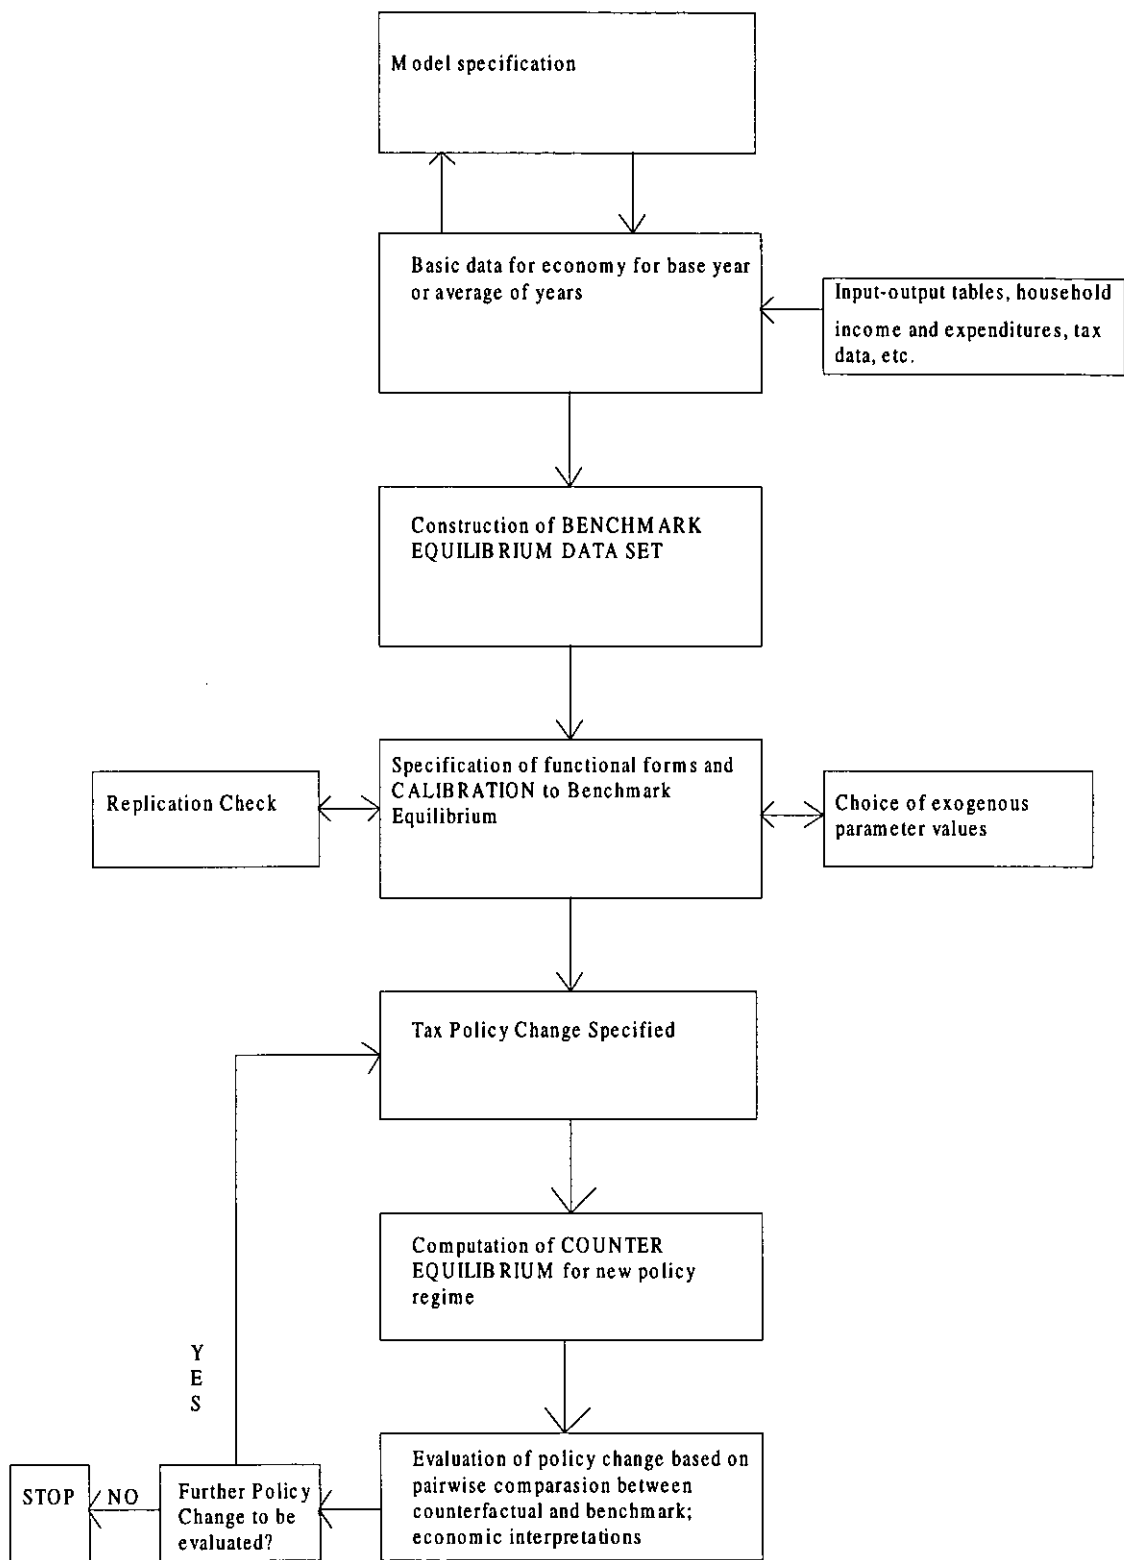 Model specification
Basic data for economy for base year
or average of years
Input-output tables, household
income and expenditures, tax
data, etc.
Construction of BENCHMARK
EQUILIBRIUM DATA SET
Replication Check
Specification of functional forms and
CALIBRATION to Benchmark
Equilibrium
Choice of exogenous
parameter values
Tax Policy Change Specified
Computation of COUNTER
EQUILIBRIUM for new policy
regime
Y
E
S
STOP
NO
Further Policy
Change to be
evaluated?
Evaluation of policy change based on
pairwise comparasion between
counterfactual and benchmark;
economic interpretations